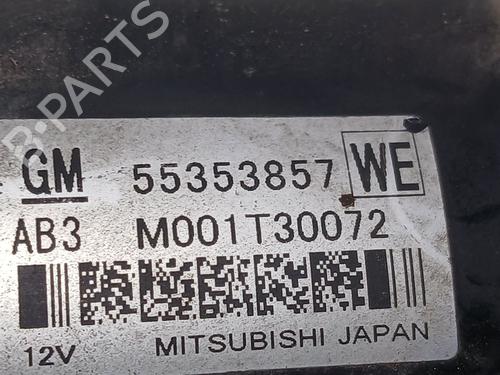 B-PARTS
GM 55353857 WE
AB3 M001T30072
12V MITSUBISHI JAPAN